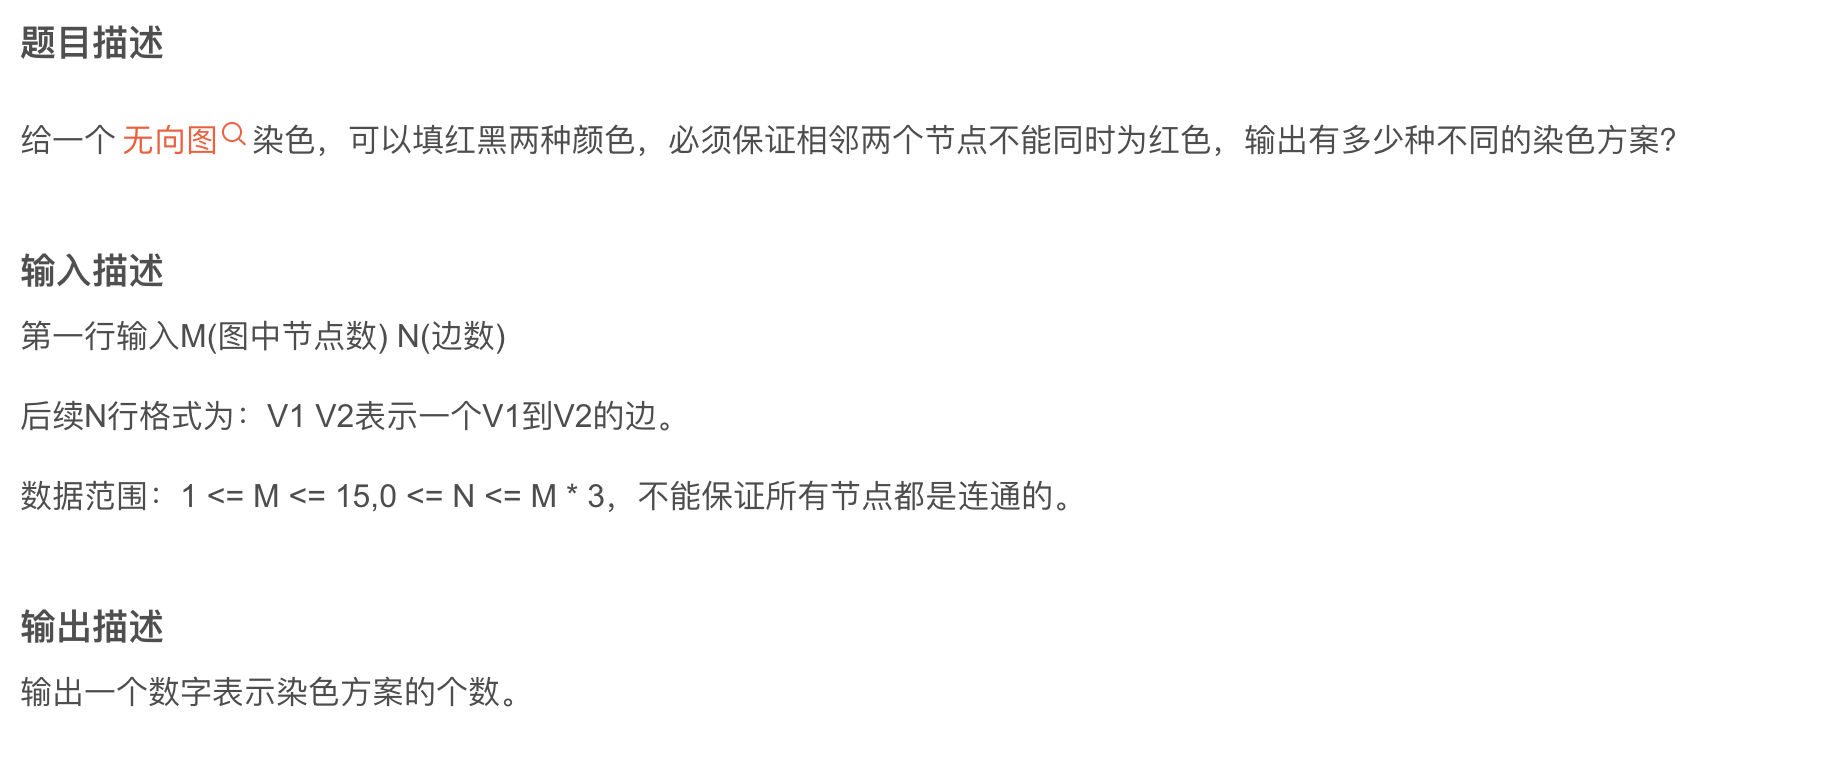 题目描述
给一个 无向图 染色，可以填红黑两种颜色，必须保证相邻两个节点不能同时为红色，输出有多少种不同的染色方案？
输入描述
第一行输入M(图中节点数) N(边数)
后续N行格式为：V1 V2表示一个V1到V2的边。
数据范围：1 <= M <= 15,0 <= N <= M * 3，不能保证所有节点都是连通的。
输出描述
输出一个数字表示染色方案的个数。